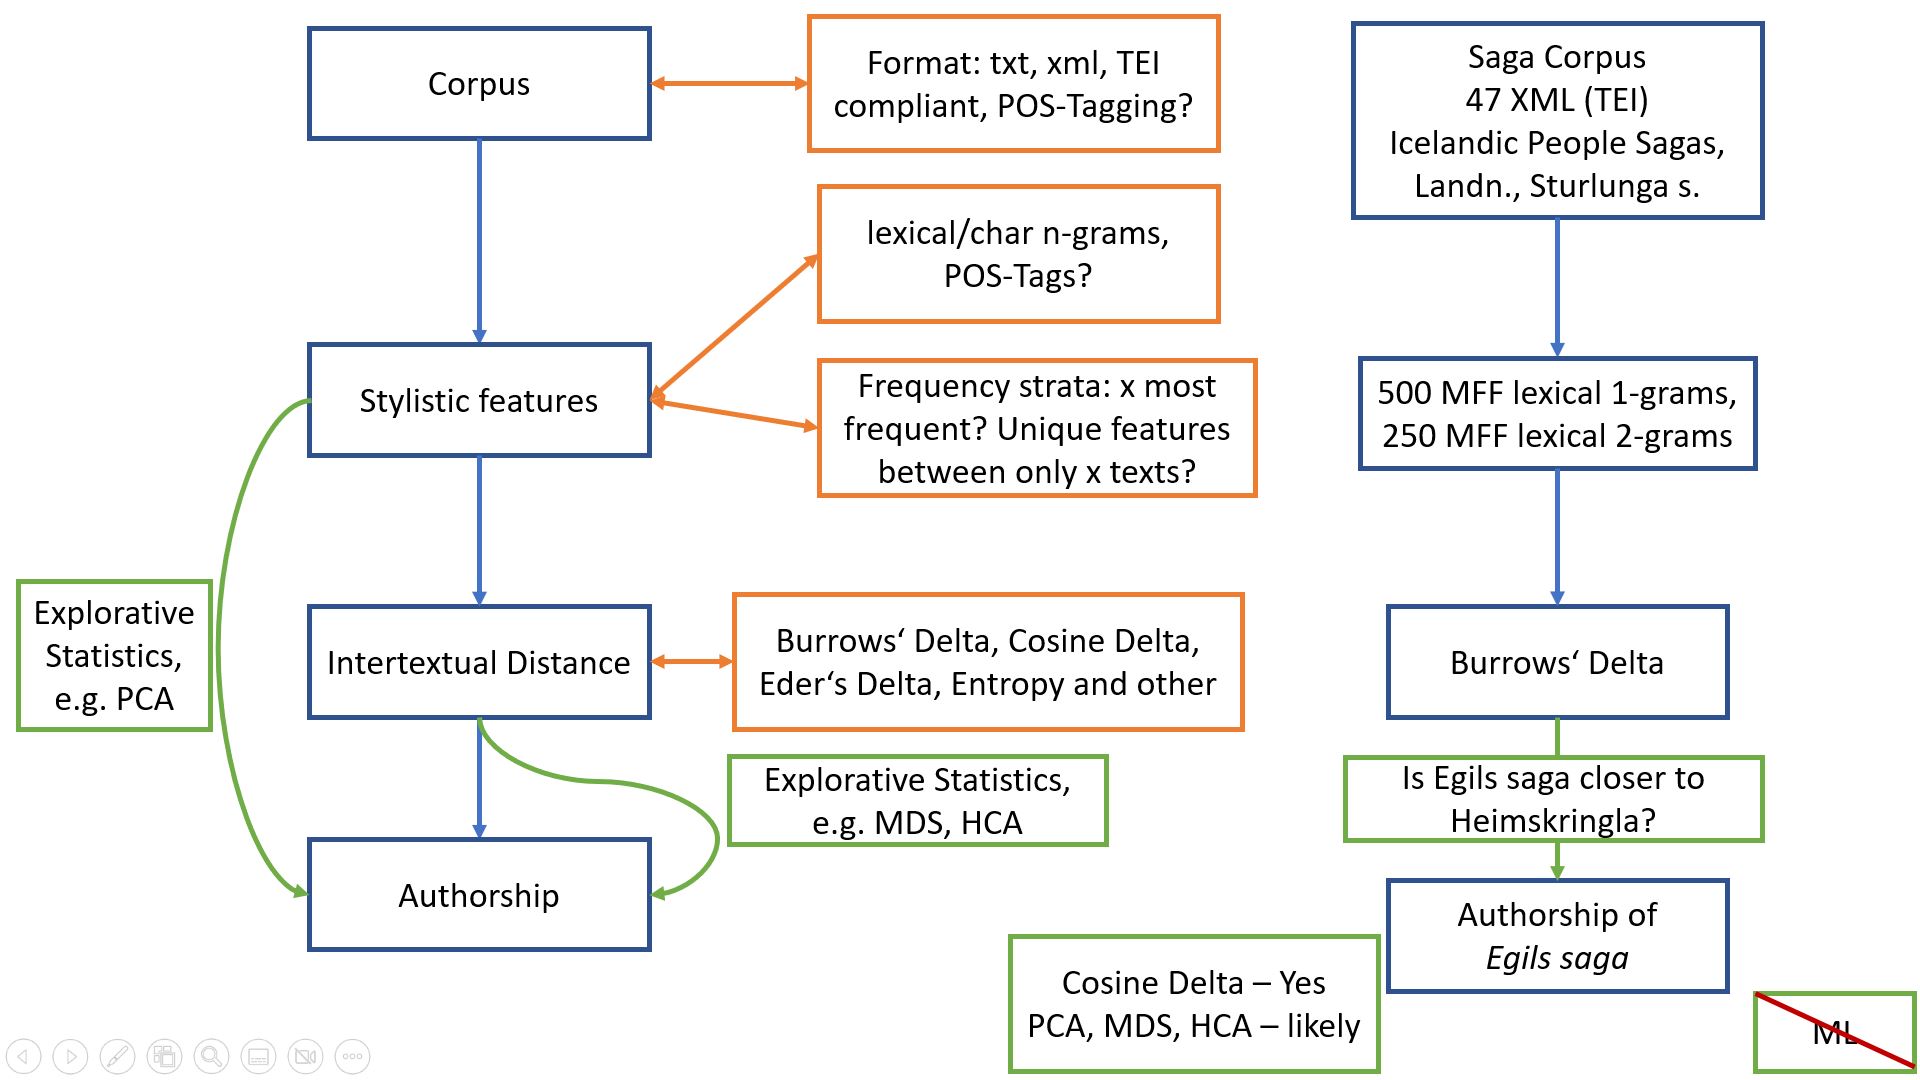 Corpus
Format: txt, xml, TEI
compliant, POS-Tagging?
lexical/char n-grams,
POS-Tags?
Stylistic features
Frequency strata: x most
frequent? Unique features
between only x texts?
Explorative
Statistics,
e.g. PCA
Intertextual Distance
Burrows‘ Delta, Cosine Delta,
Eder‘s Delta, Entropy and other
Explorative Statistics,
e.g. MDS, HCA
Authorship
Saga Corpus
47 XML (TEI)
Icelandic People Sagas,
Landn., Sturlunga s.
500 MFF lexical 1-grams,
250 MFF lexical 2-grams
Burrows‘ Delta
Is Egils saga closer to
Heimskringla?
Authorship of
Egils saga
Cosine Delta – Yes
PCA, MDS, HCA – likely
ML